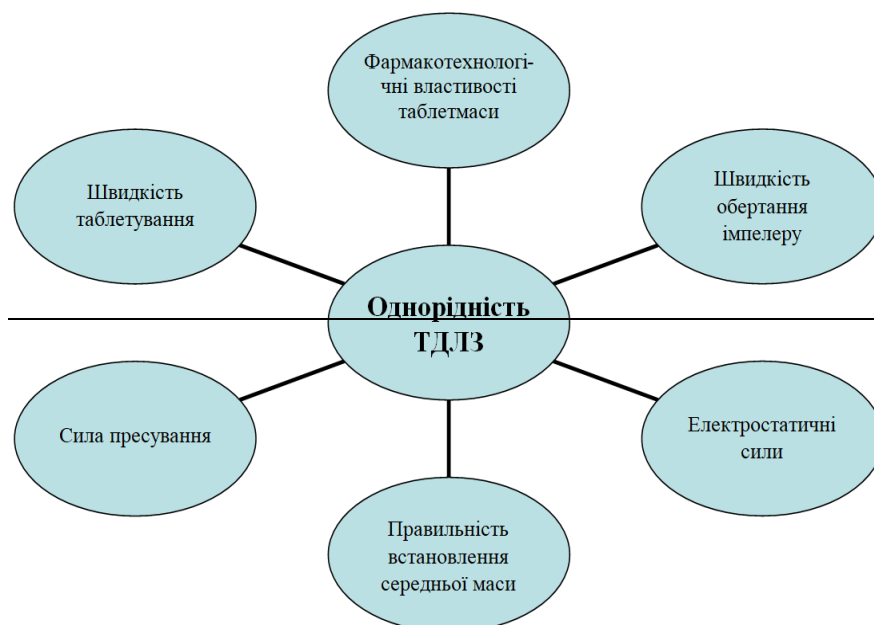 Фармакотехнологі-
чні властивості
таблетмаси
Швидкість
таблетування
Швидкість
обертання
імпелеру
Однорідність
ТДЛЗ
Сила пресування
Електростатичні
сили
Правильність
встановлення
середньої маси